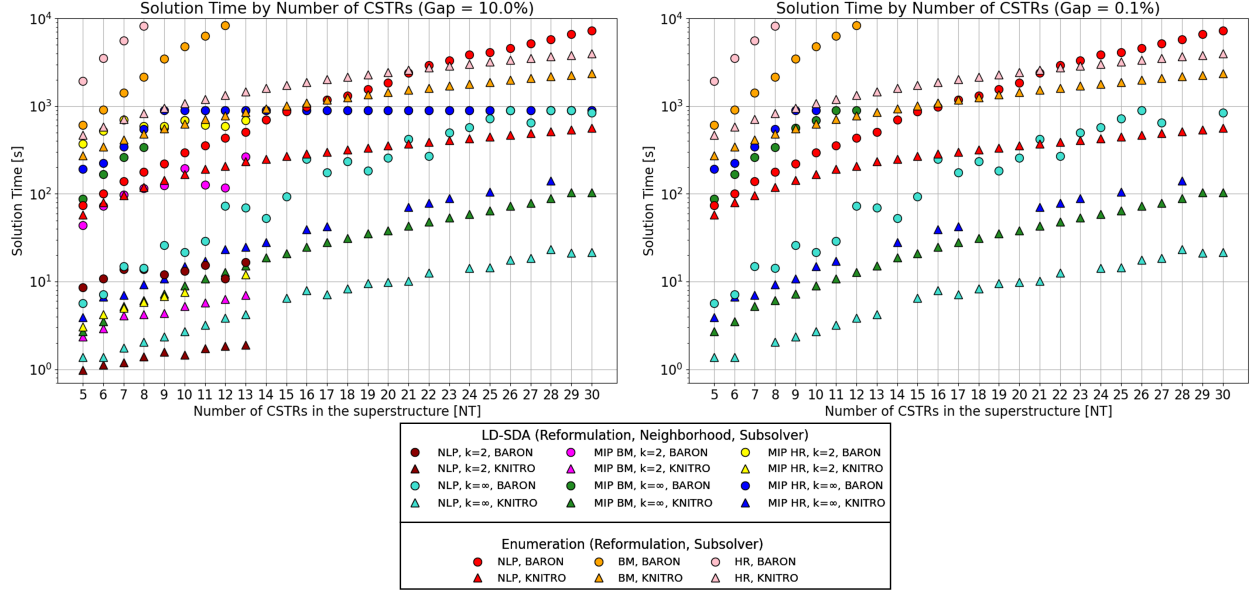 Solution Time by Number of CSTRs (Gap = 10.0%)
Solution Time [s]
10^4
10^3
10^2
10^1
10^0
5 6 7 8 9 10 11 12 13 14 15 16 17 18 19 20 21 22 23 24 25 26 27 28 29 30
Number of CSTRs in the superstructure [NT]
Solution Time by Number of CSTRs (Gap = 0.1%)
Solution Time [s]
10^4
10^3
10^2
10^1
10^0
5 6 7 8 9 10 11 12 13 14 15 16 17 18 19 20 21 22 23 24 25 26 27 28 29 30
Number of CSTRs in the superstructure [NT]
LD-SDA (Reformulation, Neighborhood, Subsolver)
NLP, k=2, BARON MIP BM, k=2, BARON MIP HR, k=2, BARON
NLP, k=2, KNITRO MIP BM, k=2, KNITRO MIP HR, k=2, KNITRO
NLP, k=∞, BARON MIP BM, k=∞, BARON MIP HR, k=∞, BARON
NLP, k=∞, KNITRO MIP BM, k=∞, KNITRO MIP HR, k=∞, KNITRO
Enumeration (Reformulation, Subsolver)
NLP, BARON BM, BARON HR, BARON
NLP, KNITRO BM, KNITRO HR, KNITRO